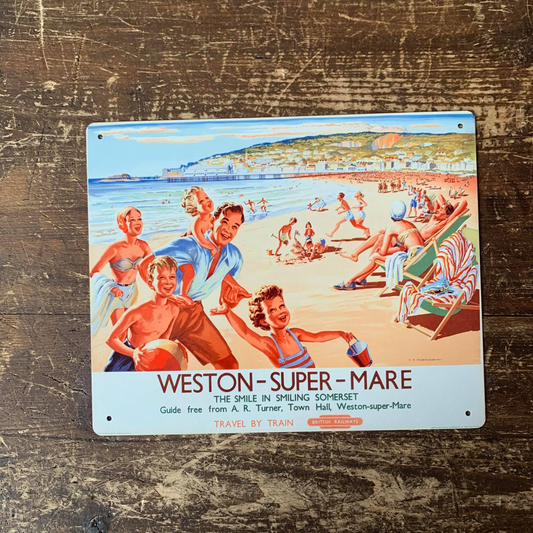 WESTON-SUPER-MARE
THE SMILE IN SMILING SOMERSET
Guide free from A. R. Turner, Town Hall, Weston-super-Mare
TRAVEL BY TRAIN BRITISH RAILWAYS